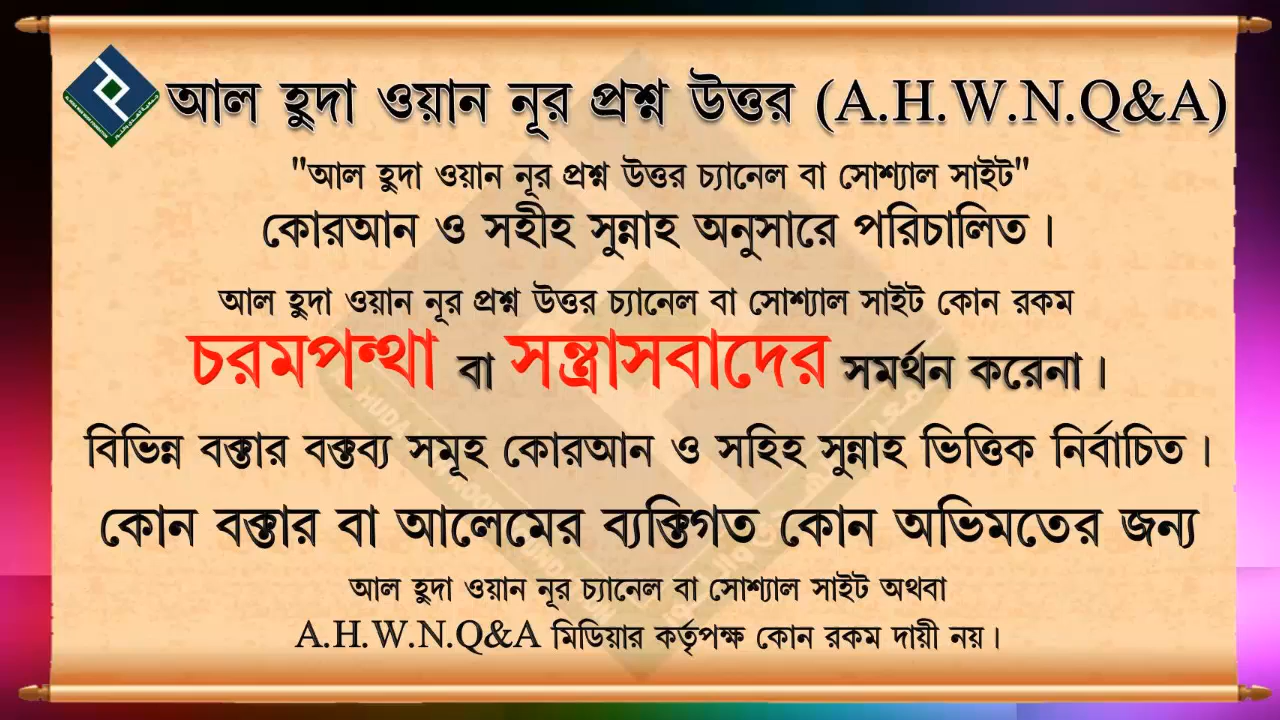 আল হুদা ওয়ান নূর প্রশ্ন উত্তর (A.H.W.N.Q&A)
"আল হুদা ওয়ান নূর প্রশ্ন উত্তর চ্যানেল বা সোশ্যাল সাইট"
কোরআন ও সহীহ সুন্নাহ অনুসারে পরিচালিত।
আল হুদা ওয়ান নূর প্রশ্ন উত্তর চ্যানেল বা সোশ্যাল সাইট কোন রকম
চরমপন্থা বা সন্ত্রাসবাদের সমর্থন করেনা।
বিভিন্ন বক্তার বক্তব্য সমূহ কোরআন ও সহিহ সুন্নাহ ভিত্তিক নির্বাচিত।
কোন বক্তার বা আলেমের ব্যক্তিগত কোন অভিমতের জন্য
আল হুদা ওয়ান নূর চ্যানেল বা সোশ্যাল সাইট অথবা
A.H.W.N.Q&A মিডিয়ার কর্তৃপক্ষ কোন রকম দায়ী নয়।